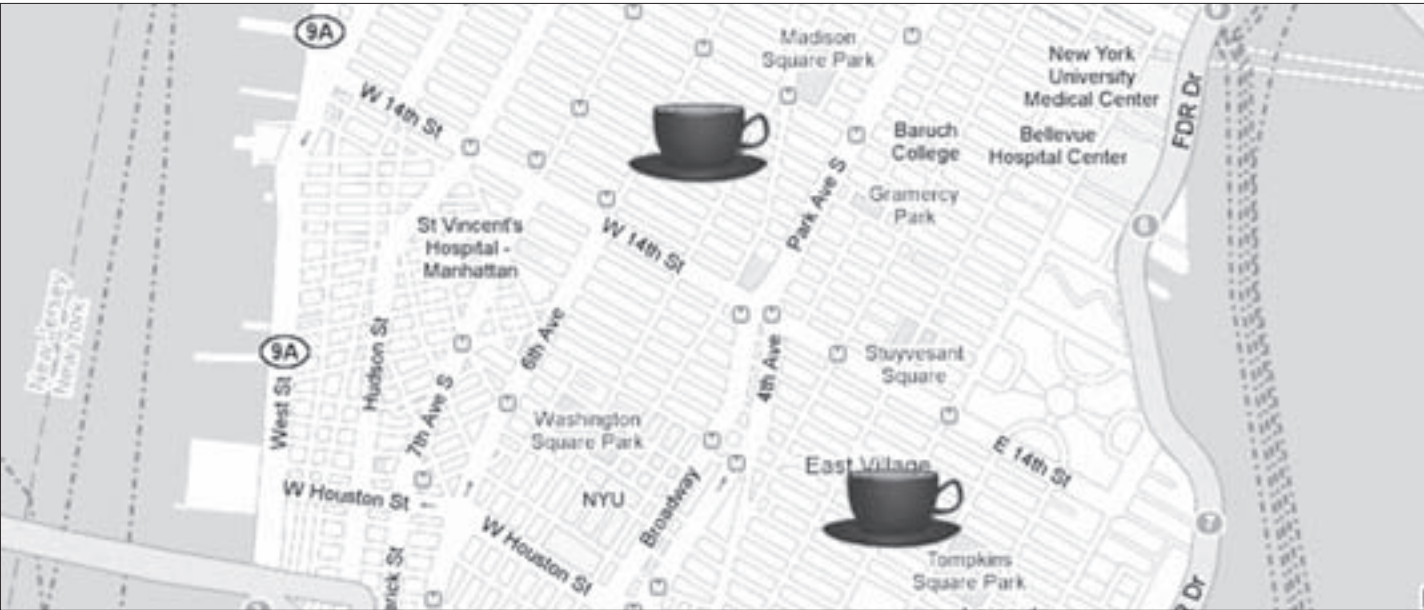 9A
Madison
Square Park
New York
University
Medical Center
FDR Dr
W 14th St
Baruch
College
Bellevue
Hospital Center
Park Ave S
Gramercy
Park
St Vincent's
Hospital -
Manhattan
W 14th St
New Jersey
New York
9A
Hudson St
6th Ave
4th Ave
Stuyvesant
Square
West St
7th Ave S
Washington
Square Park
East Village
E 14th St
W Houston St
NYU
Broadway
W Houston St
Tompkins
Square Park
7